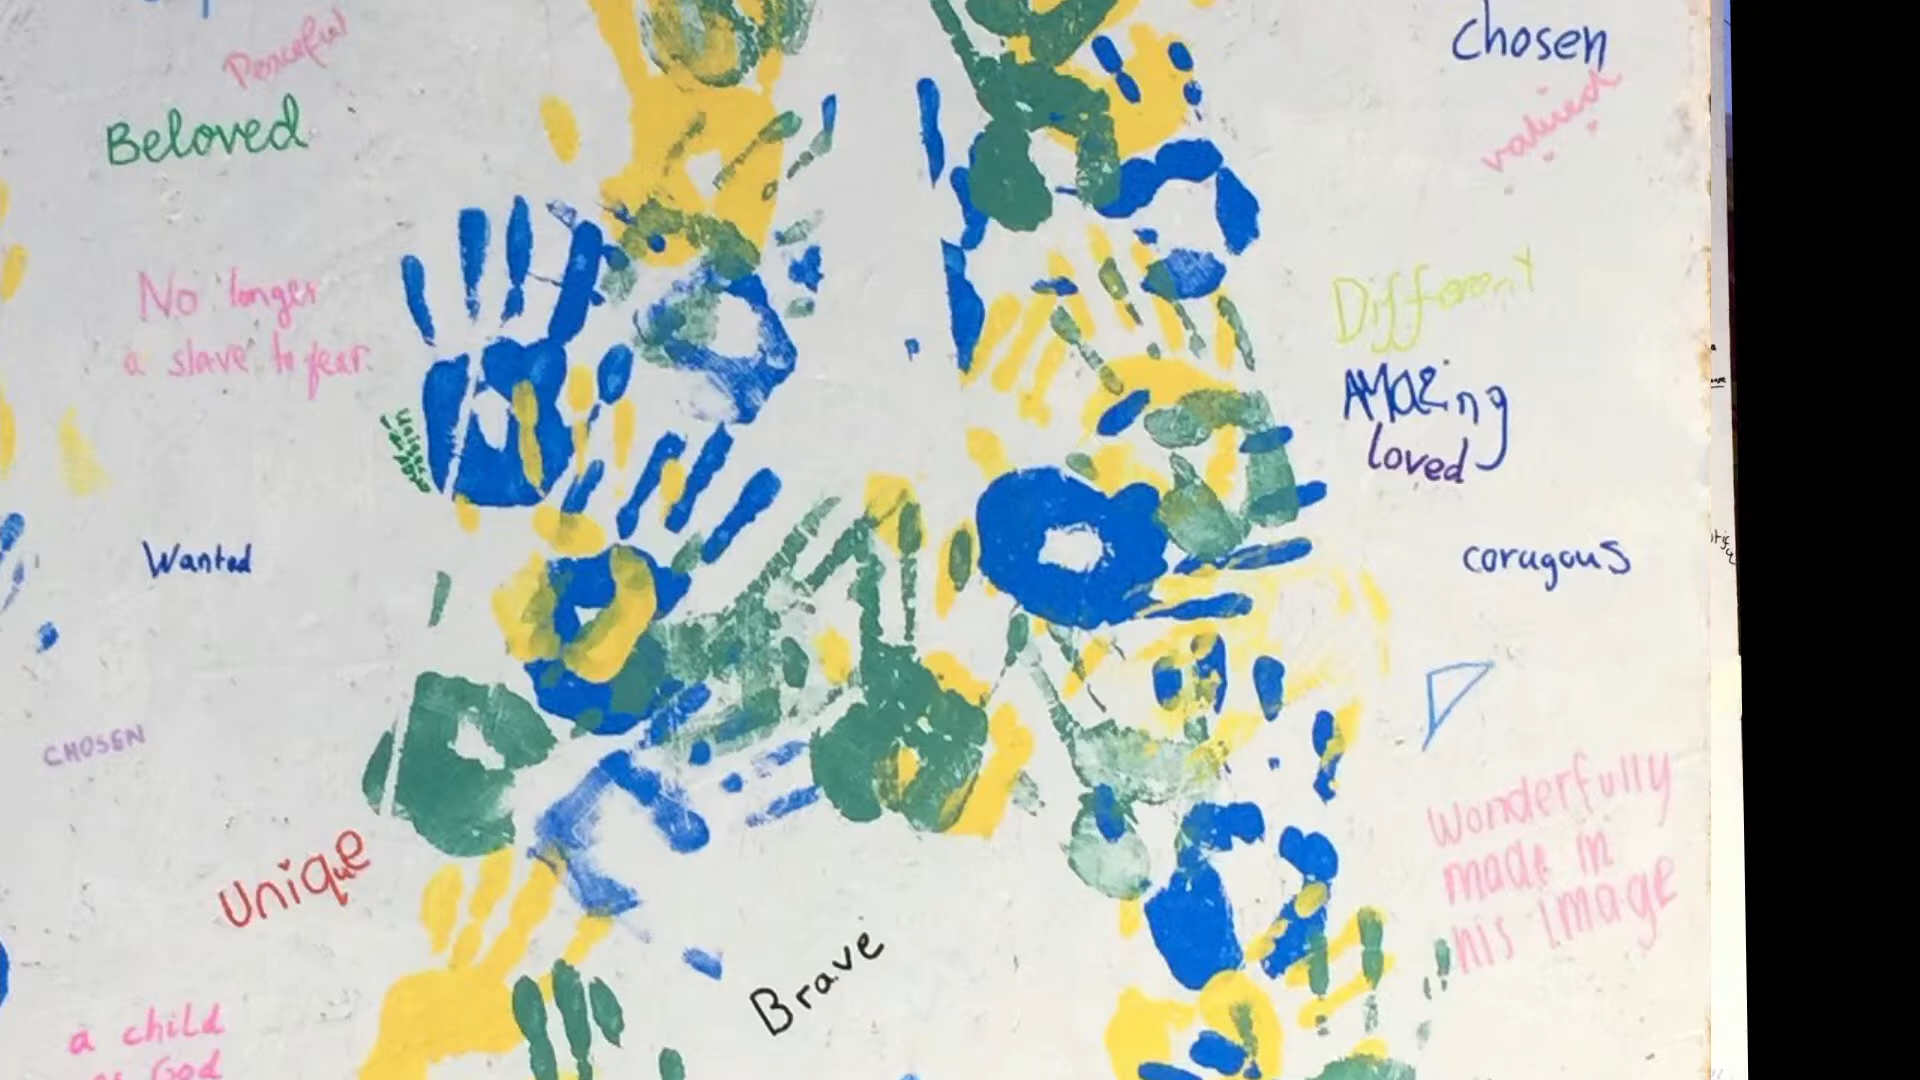 Peaceful
Beloved
No longer
a slave to fear.
Wanted
CHOSEN
Unique
a child
of God
Brave
chosen
valued
Different
AMAZing
loved
coragous
Wonderfully
made in
his image